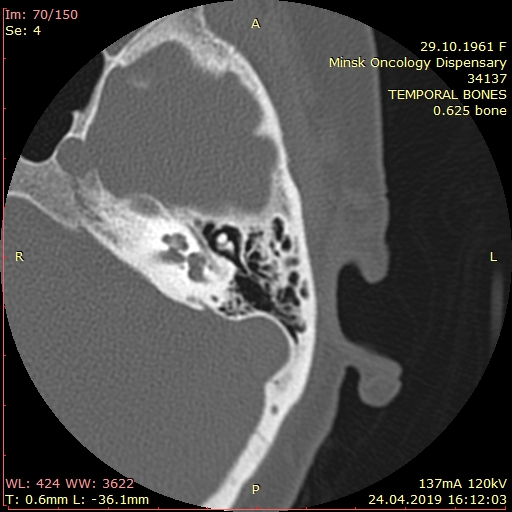 Im: 70/150
Se: 4
A
29.10.1961 F
Minsk Oncology Dispensary
34137
TEMPORAL BONES
0.625 bone
R
L
WL: 424 WW: 3622
T: 0.6mm L: -36.1mm
P
137mA 120kV
24.04.2019 16:12:03